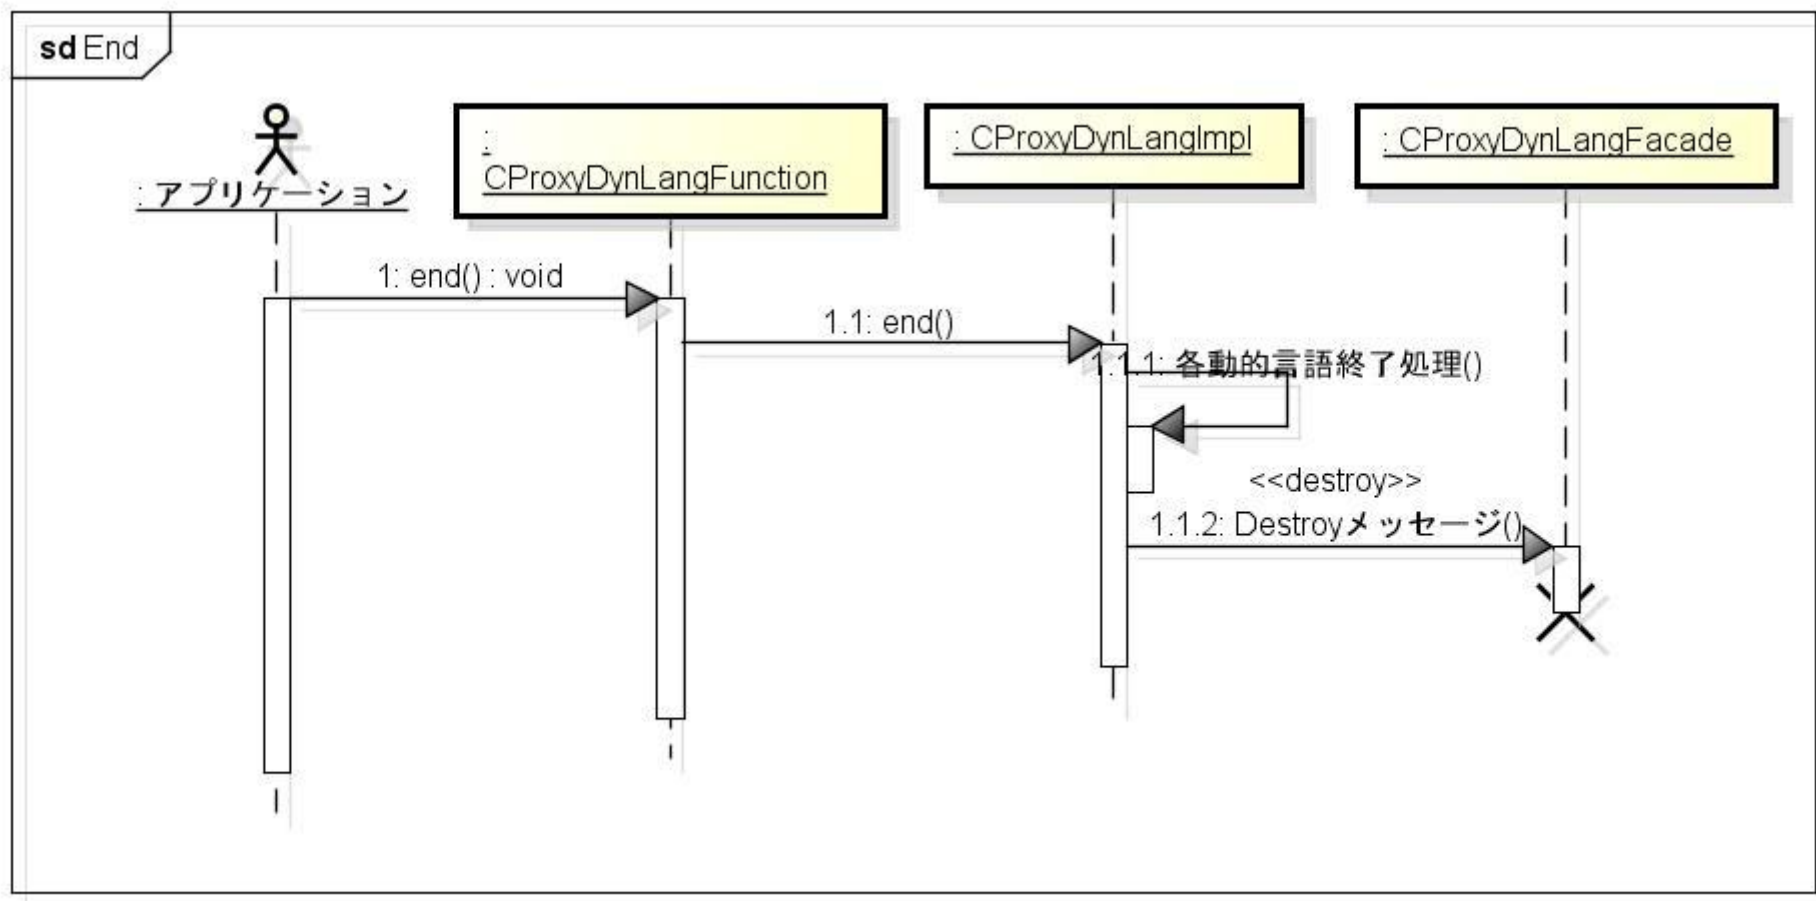 sd End
: アプリケーション
:
CProxyDynLangFunction
: CProxyDynLangImpl
: CProxyDynLangFacade
1: end() : void
1.1: end()
1.1.1: 各動的言語終了処理()
<<destroy>>
1.1.2: Destroyメッセージ()